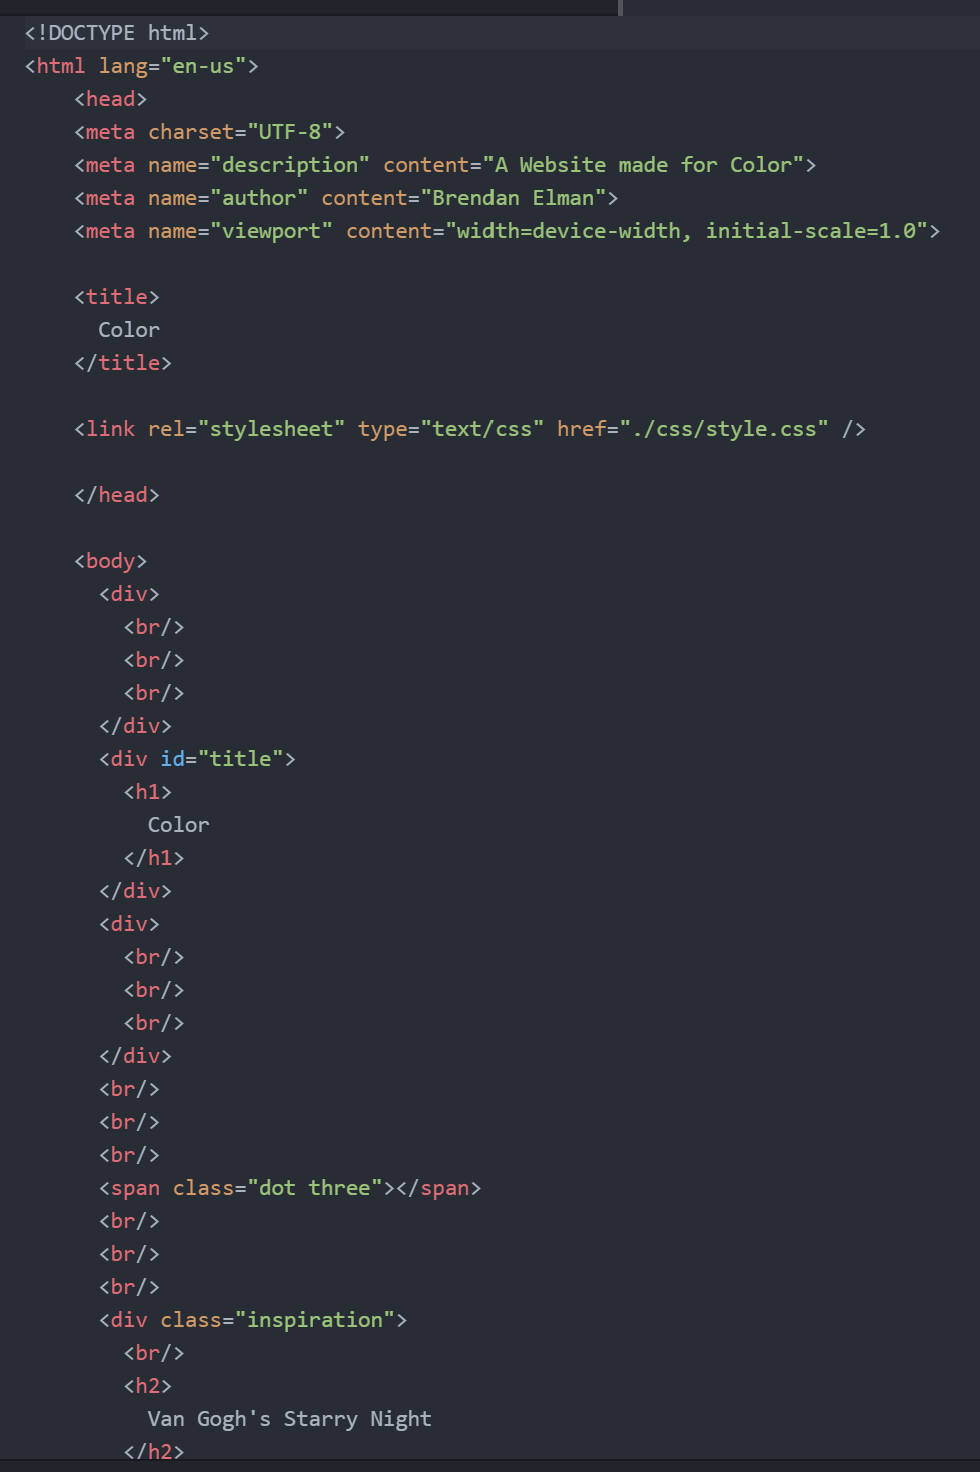 <!DOCTYPE html>
<html lang="en-us">
    <head>
    <meta charset="UTF-8">
    <meta name="description" content="A Website made for Color">
    <meta name="author" content="Brendan Elman">
    <meta name="viewport" content="width=device-width, initial-scale=1.0">

    <title>
      Color
    </title>

    <link rel="stylesheet" type="text/css" href="./css/style.css" />

    </head>

    <body>
      <div>
        <br/>
        <br/>
        <br/>
      </div>
      <div id="title">
        <h1>
          Color
        </h1>
      </div>
      <div>
        <br/>
        <br/>
        <br/>
      </div>
      <br/>
      <br/>
      <br/>
      <span class="dot three"></span>
      <br/>
      <br/>
      <br/>
      <div class="inspiration">
        <br/>
        <h2>
          Van Gogh's Starry Night
        </h2>